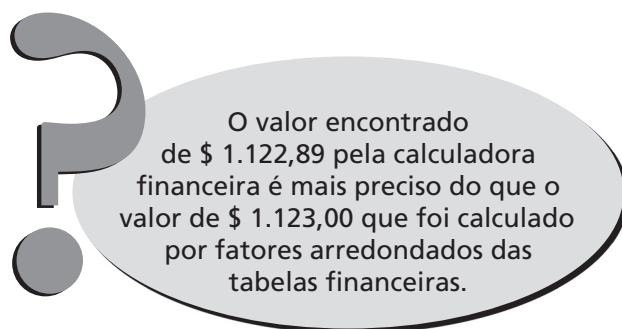 O valor encontrado
de $ 1.122,89 pela calculadora
financeira é mais preciso do que o
valor de $ 1.123,00 que foi calculado
por fatores arredondados das
tabelas financeiras.